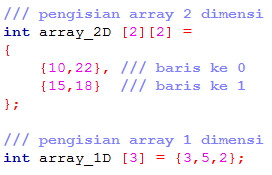 /// pengisian array 2 dimensi
int array_2D [2][2] =
{
{10,22}, /// baris ke 0
{15,18} /// baris ke 1
};
/// pengisian array 1 dimensi
int array_1D [3] = {3,5,2};